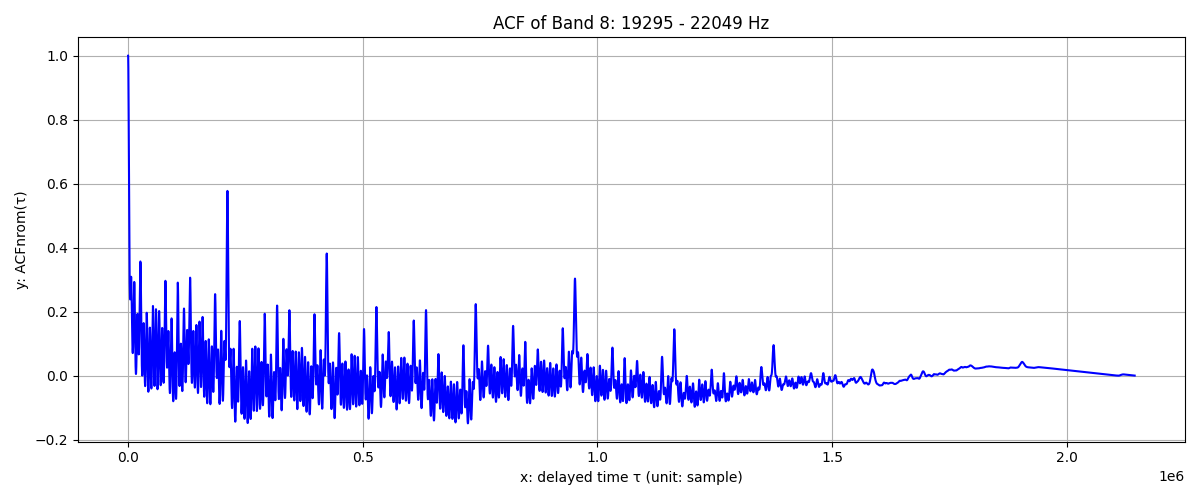 ACF of Band 8: 19295 - 22049 Hz
y: ACFnrom(τ)
1.0
0.8
0.6
0.4
0.2
0.0
−0.2
0.0 0.5 1.0 1.5 2.0
1e6
x: delayed time τ (unit: sample)